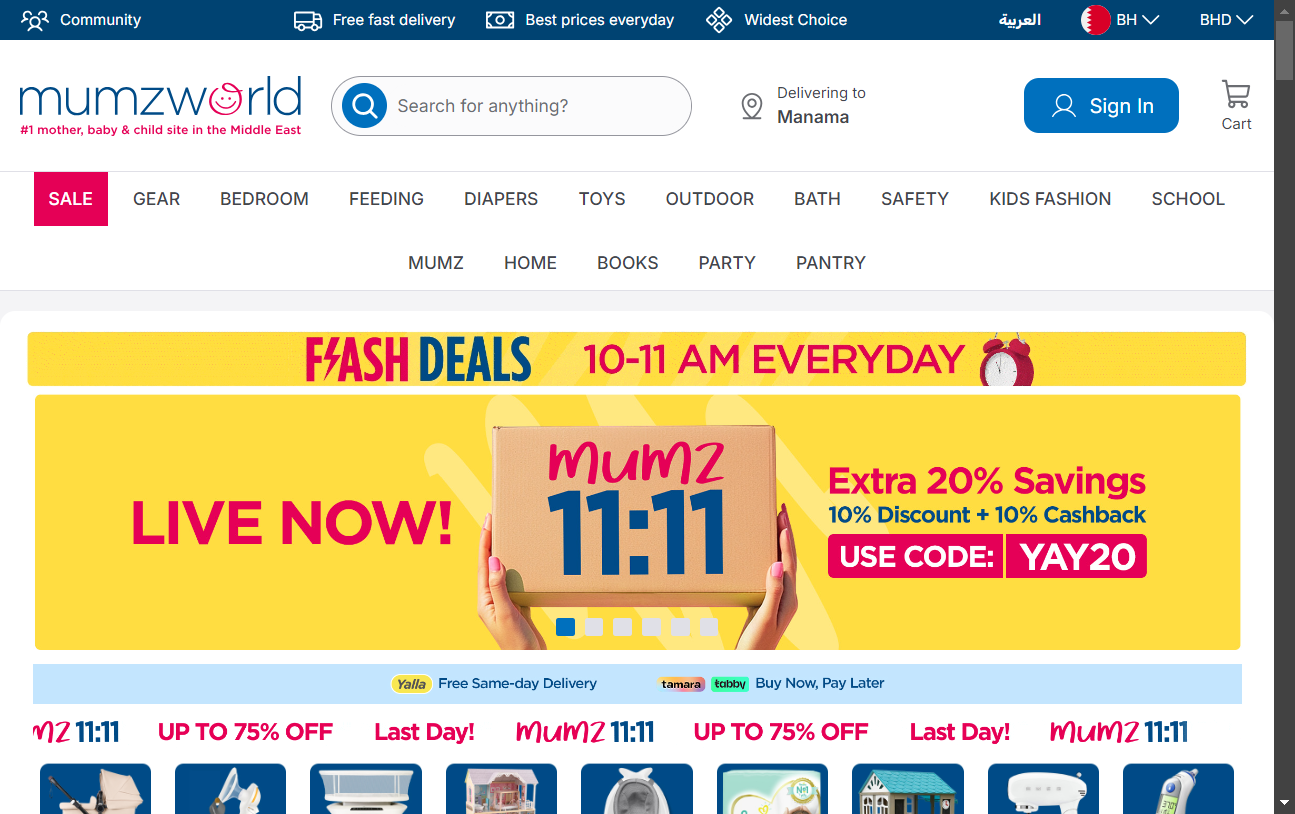 Community
Free fast delivery
Best prices everyday
Widest Choice
العربية
BH
BHD
mumzworld
#1 mother, baby & child site in the Middle East
Search for anything?
Delivering to
Manama
Sign In
Cart
SALE
GEAR
BEDROOM
FEEDING
DIAPERS
TOYS
OUTDOOR
BATH
SAFETY
KIDS FASHION
SCHOOL
MUMZ
HOME
BOOKS
PARTY
PANTRY
FLASH DEALS
10-11 AM EVERYDAY
LIVE NOW!
mumz
11:11
Extra 20% Savings
10% Discount + 10% Cashback
USE CODE: YAY20
Yalla Free Same-day Delivery
tamara tabby Buy Now, Pay Later
mz 11:11 UP TO 75% OFF Last Day! mumz 11:11 UP TO 75% OFF Last Day! mumz 11:11